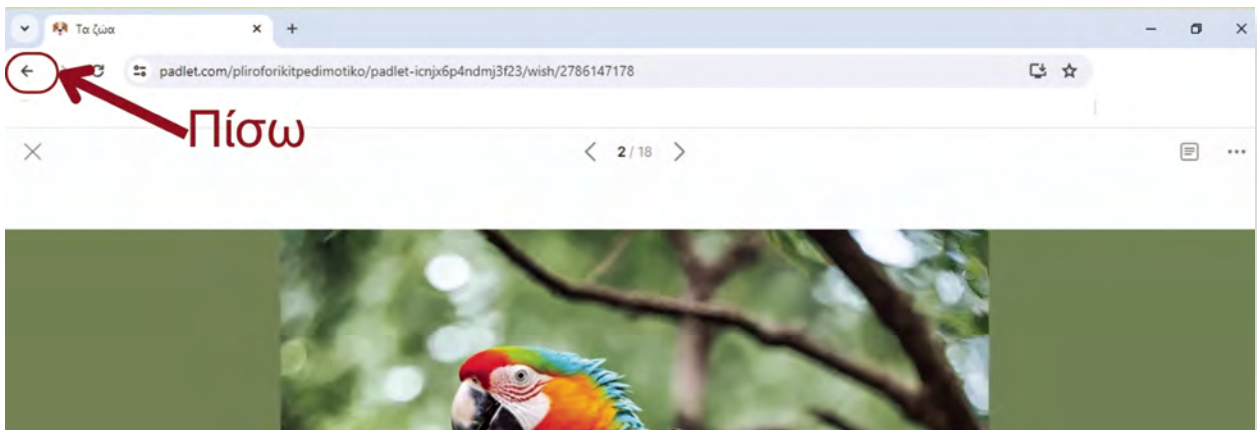 Τα ζώα
padlet.com/pliroforikitpedimotiko/padlet-icnjx6p4ndmj3f23/wish/2786147178
Πίσω
2 / 18